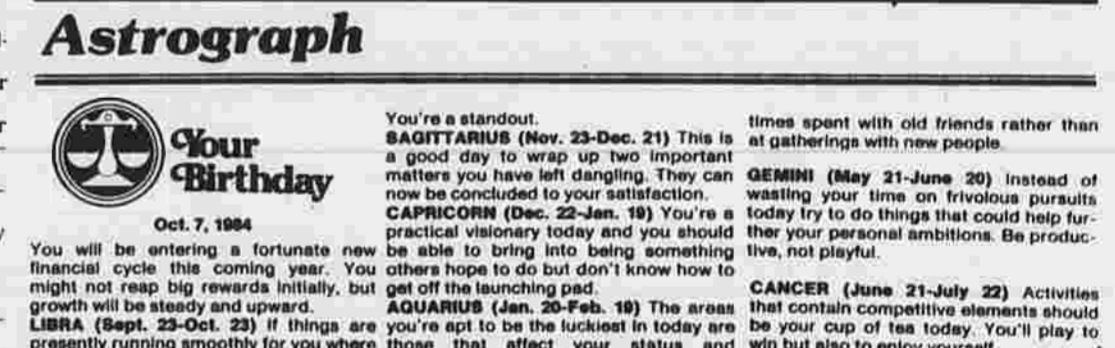 Astrograph
Your
Birthday
Oct. 7, 1984
You will be entering a fortunate new
financial cycle this coming year. You
might not reap big rewards initially, but
growth will be steady and upward.
LIBRA (Sept. 23-Oct. 23) If things are
presently running smoothly for you where
You're a standout.
SAGITTARIUS (Nov. 23-Dec. 21) This is
a good day to wrap up two important
matters you have left dangling. They can
now be concluded to your satisfaction.
CAPRICORN (Dec. 22-Jan. 19) You're a
practical visionary today and you should
be able to bring into being something
others hope to do but don't know how to
get off the launching pad.
AQUARIUS (Jan. 20-Feb. 19) The areas
you're apt to be the luckiest in today are
those that affect your status and
times spent with old friends rather than
at gatherings with new people.
GEMINI (May 21-June 20) Instead of
wasting your time on frivolous pursuits
today try to do things that could help fur-
ther your personal ambitions. Be produc-
tive, not playful.
CANCER (June 21-July 22) Activities
that contain competitive elements should
be your cup of tea today. You'll play to
win but also to enjoy yourself.